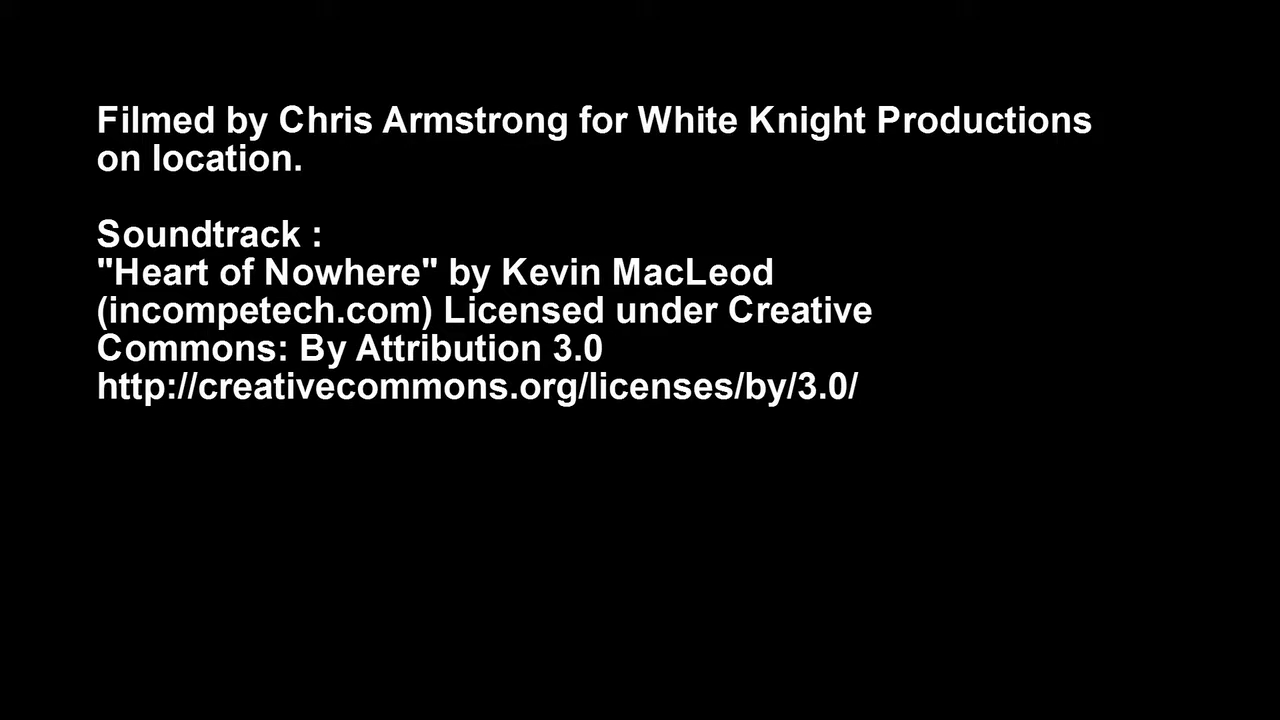 Filmed by Chris Armstrong for White Knight Productions
on location.
Soundtrack :
"Heart of Nowhere" by Kevin MacLeod
(incompetech.com) Licensed under Creative
Commons: By Attribution 3.0
http://creativecommons.org/licenses/by/3.0/